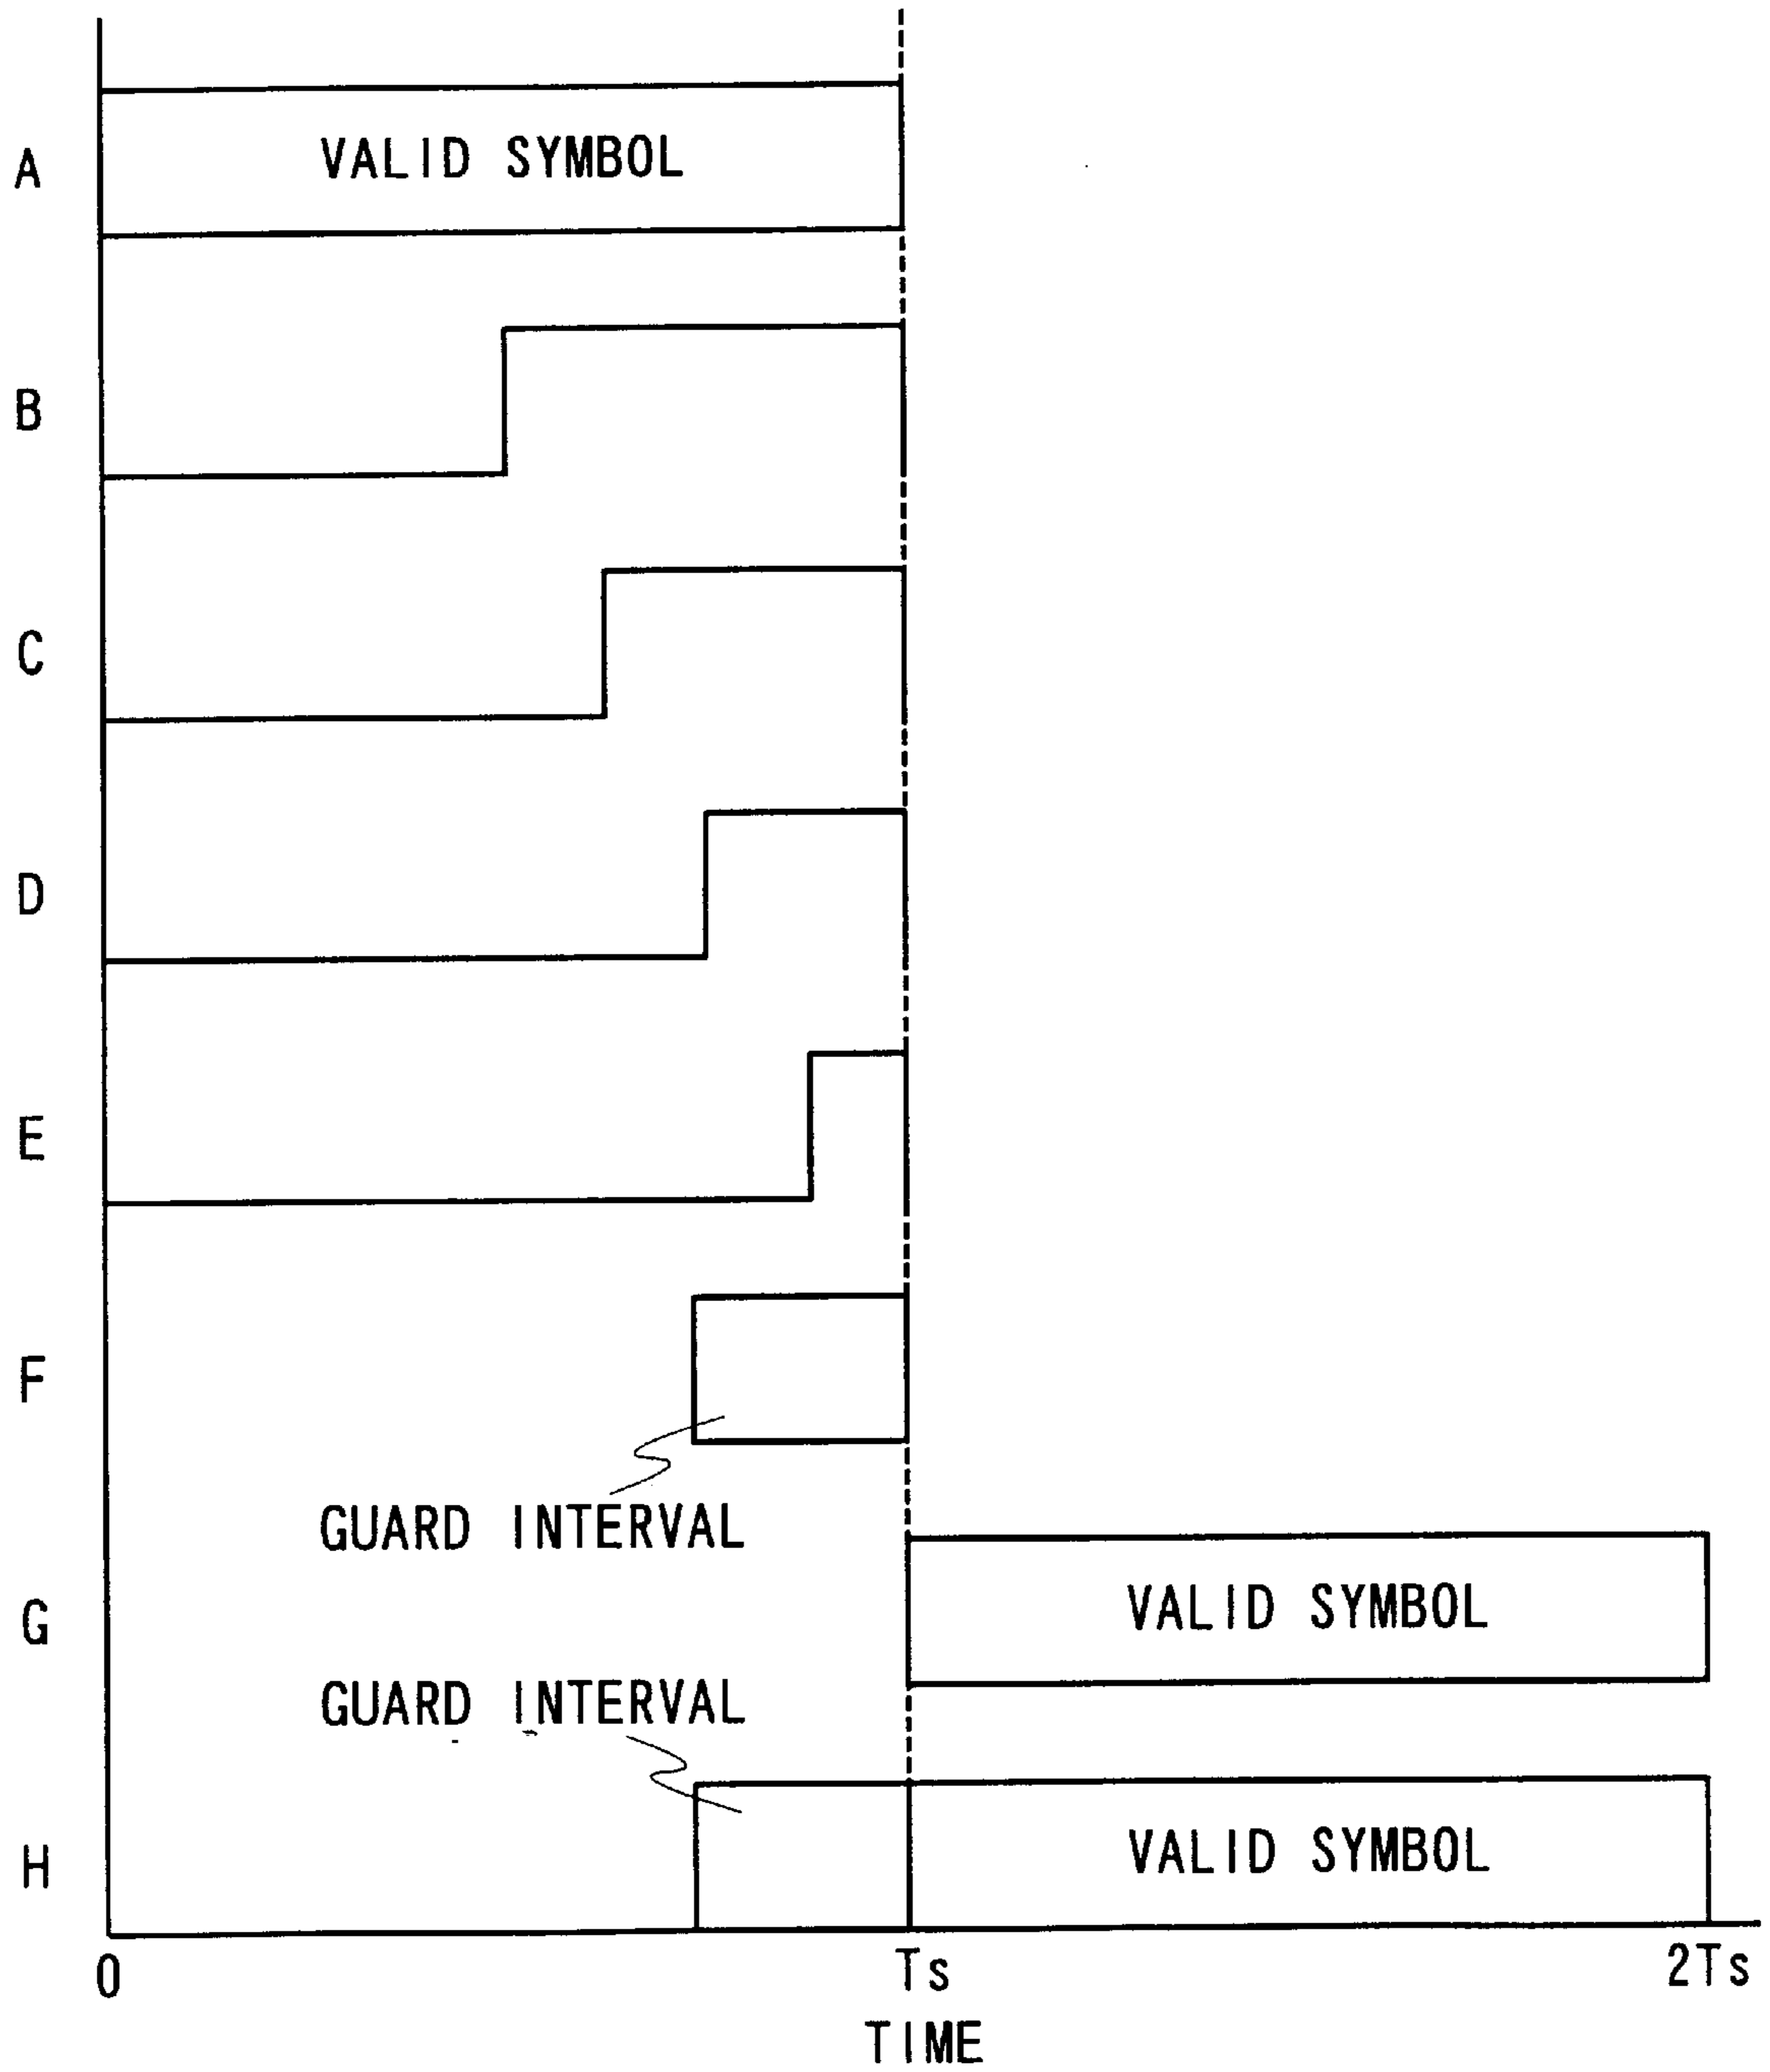 A
VALID SYMBOL
B
C
D
E
F
GUARD INTERVAL
G
VALID SYMBOL
GUARD INTERVAL
H
VALID SYMBOL
0
Ts
2Ts
TIME